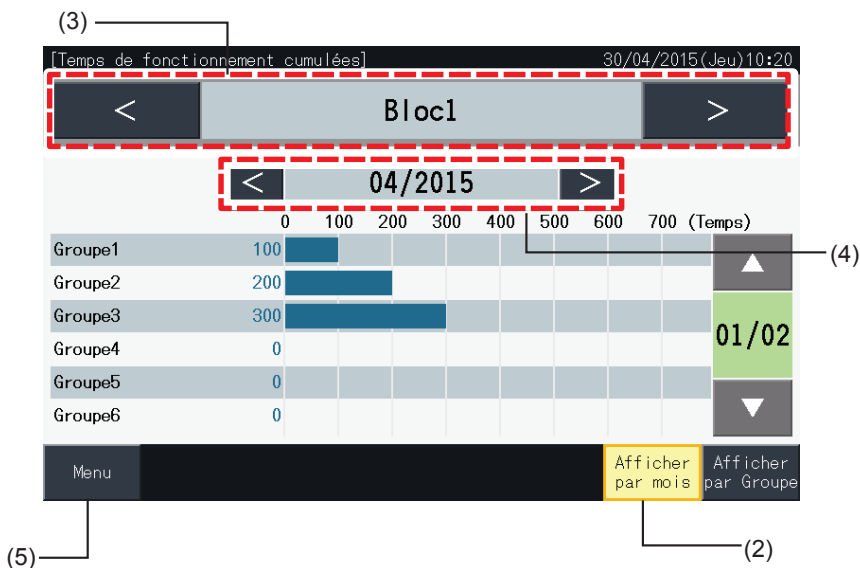 (3)
[Temps de fonctionnement cumulées] 30/04/2015(Jeu)10:20
< Bloc1 >
< 04/2015 >
0 100 200 300 400 500 600 700 (Temps)
(4)
Groupe1 100
Groupe2 200
Groupe3 300
01/02
Groupe4 0
Groupe5 0
Groupe6 0
Menu
Afficher par mois
Afficher par Groupe
(5)
(2)